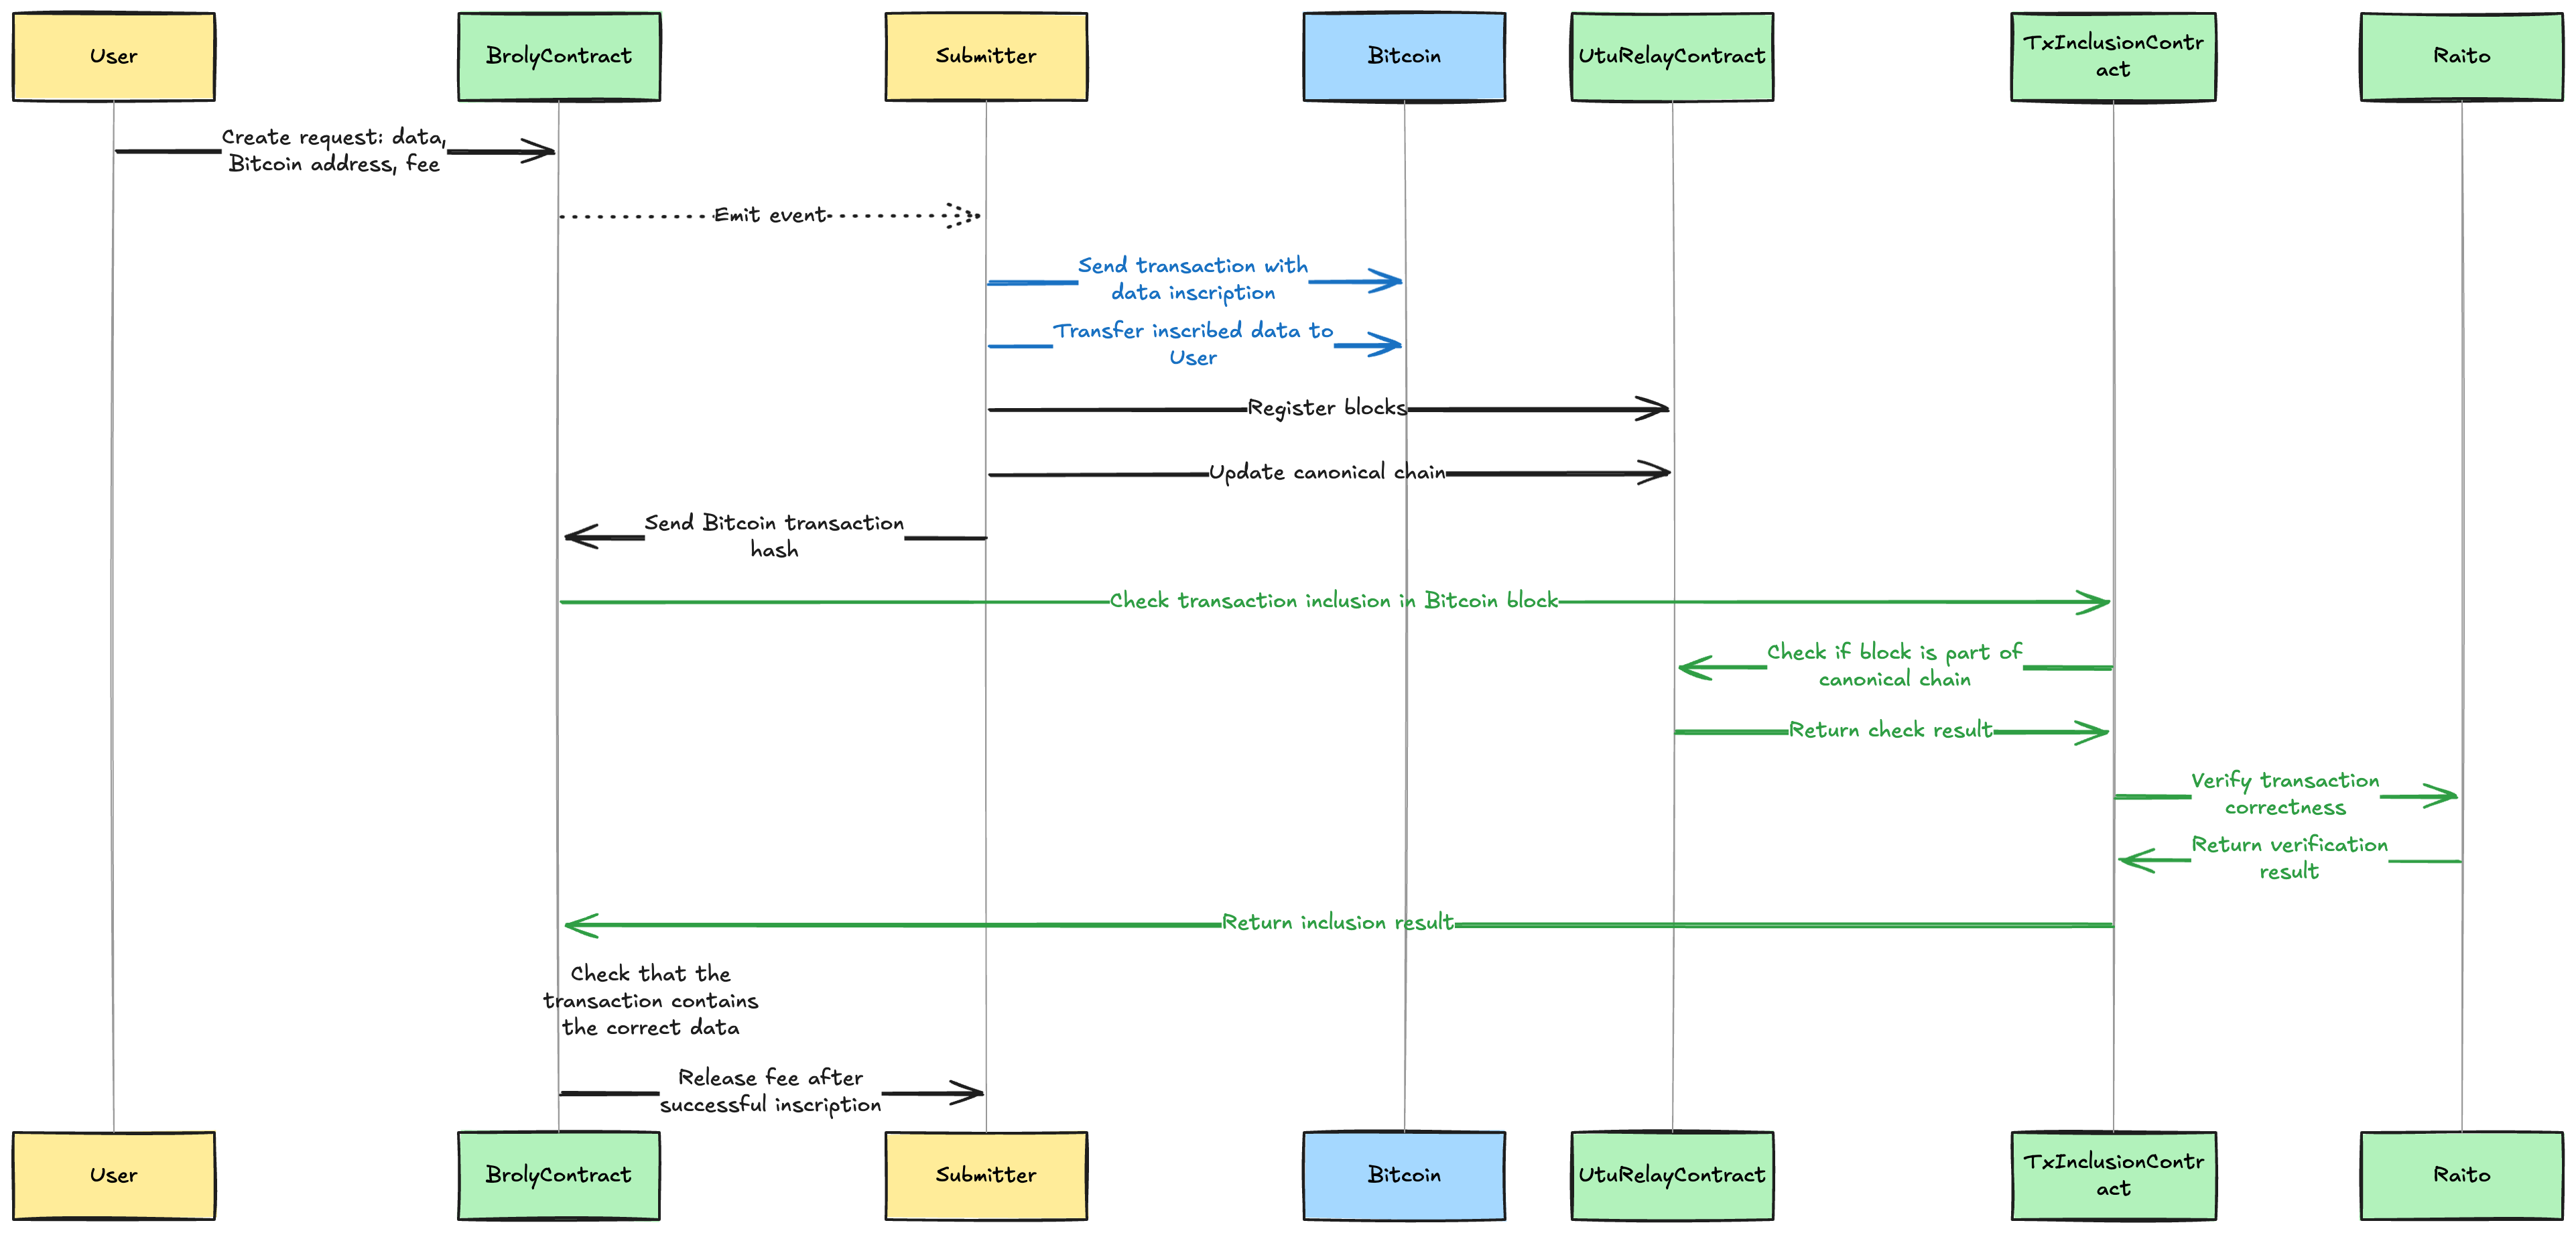 User
BrolyContract
Submitter
Bitcoin
UtuRelayContract
TxInclusionContr
act
Raito
Create request: data,
Bitcoin address, fee
Emit event
Send transaction with
data inscription
Transfer inscribed data to
User
Register blocks
Update canonical chain
Send Bitcoin transaction
hash
Check transaction inclusion in Bitcoin block
Check if block is part of
canonical chain
Return check result
Verify transaction
correctness
Return verification
result
Return inclusion result
Check that the
transaction contains
the correct data
Release fee after
successful inscription
User
BrolyContract
Submitter
Bitcoin
UtuRelayContract
TxInclusionContr
act
Raito